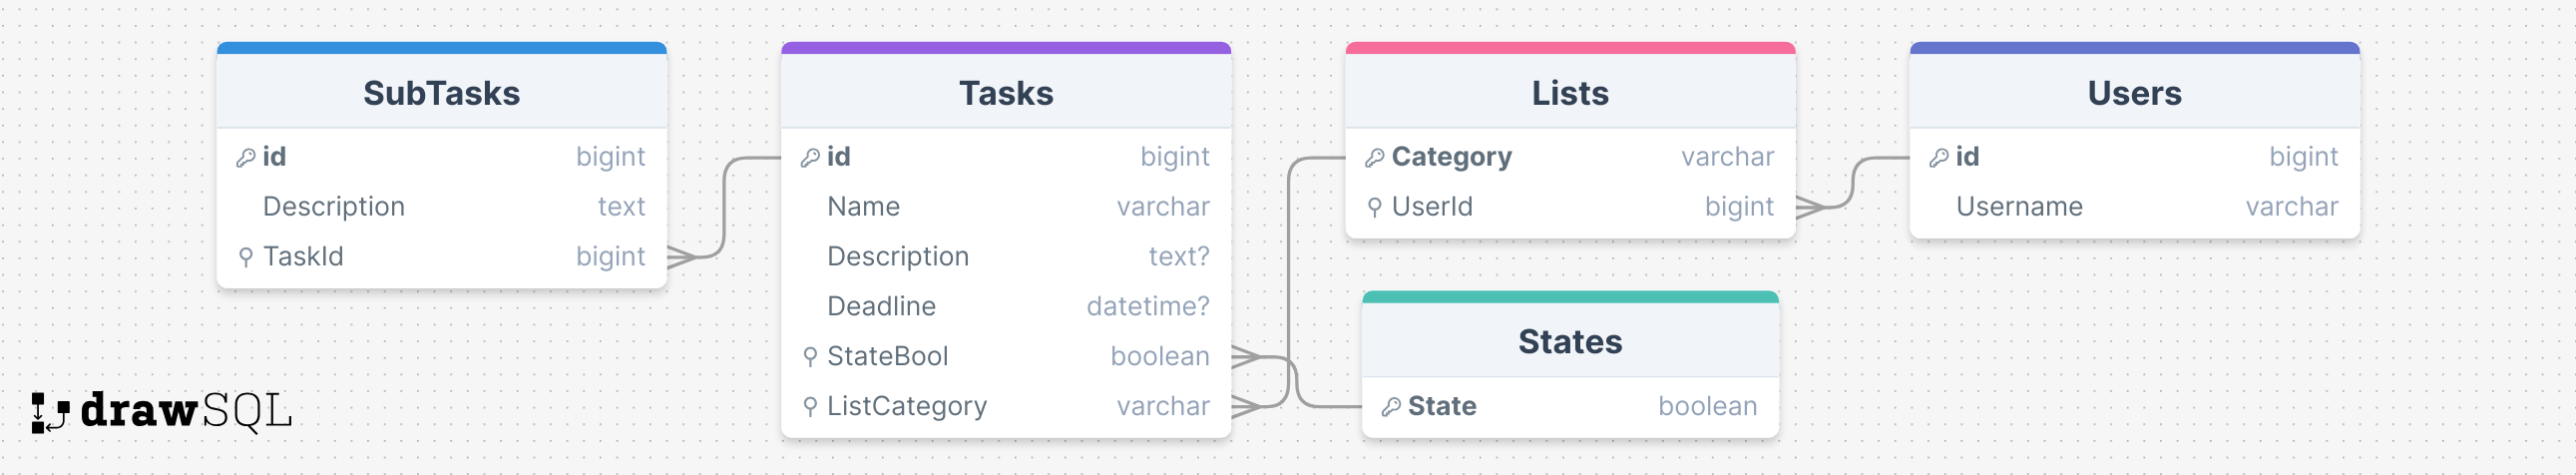 SubTasks
id bigint
Description text
TaskId bigint
Tasks
id bigint
Name varchar
Description text?
Deadline datetime?
StateBool boolean
ListCategory varchar
Lists
Category varchar
UserId bigint
States
State boolean
Users
id bigint
Username varchar
drawSQL